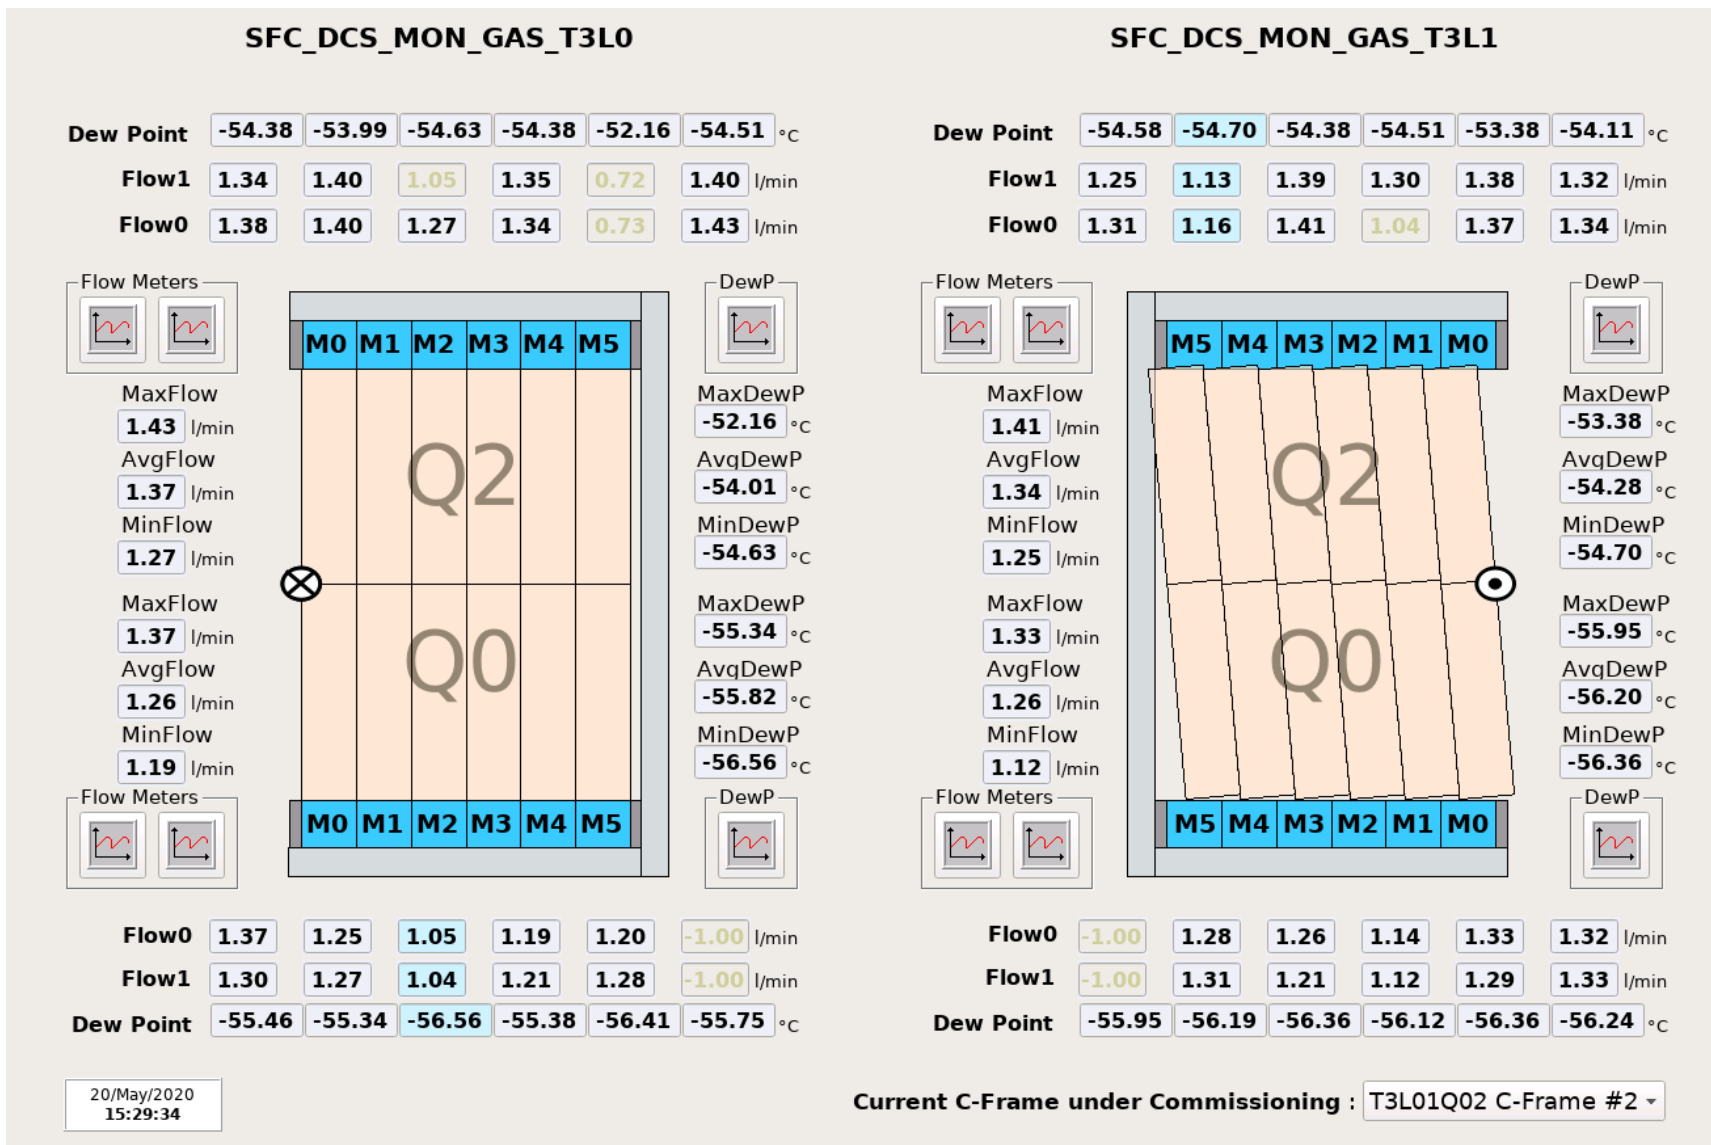 SFC_DCS_MON_GAS_T3L0
SFC_DCS_MON_GAS_T3L1
Dew Point -54.38 -53.99 -54.63 -54.38 -52.16 -54.51 °C
Flow1 1.34 1.40 1.05 1.35 0.72 1.40 l/min
Flow0 1.38 1.40 1.27 1.34 0.73 1.43 l/min
Dew Point -54.58 -54.70 -54.38 -54.51 -53.38 -54.11 °C
Flow1 1.25 1.13 1.39 1.30 1.38 1.32 l/min
Flow0 1.31 1.16 1.41 1.04 1.37 1.34 l/min
Flow Meters
DewP
M0 M1 M2 M3 M4 M5
MaxFlow
1.43 l/min
AvgFlow
1.37 l/min
MinFlow
1.27 l/min
Q2
MaxDewP
-52.16 °C
AvgDewP
-54.01 °C
MinDewP
-54.63 °C
MaxFlow
1.37 l/min
AvgFlow
1.26 l/min
MinFlow
1.19 l/min
Q0
MaxDewP
-55.34 °C
AvgDewP
-55.82 °C
MinDewP
-56.56 °C
Flow Meters
DewP
M0 M1 M2 M3 M4 M5
Flow Meters
DewP
M5 M4 M3 M2 M1 M0
MaxFlow
1.41 l/min
AvgFlow
1.34 l/min
MinFlow
1.25 l/min
Q2
MaxDewP
-53.38 °C
AvgDewP
-54.28 °C
MinDewP
-54.70 °C
MaxFlow
1.33 l/min
AvgFlow
1.26 l/min
MinFlow
1.12 l/min
Q0
MaxDewP
-55.95 °C
AvgDewP
-56.20 °C
MinDewP
-56.36 °C
Flow Meters
DewP
M5 M4 M3 M2 M1 M0
Flow0 1.37 1.25 1.05 1.19 1.20 -1.00 l/min
Flow1 1.30 1.27 1.04 1.21 1.28 -1.00 l/min
Dew Point -55.46 -55.34 -56.56 -55.38 -56.41 -55.75 °C
Flow0 -1.00 1.28 1.26 1.14 1.33 1.32 l/min
Flow1 -1.00 1.31 1.21 1.12 1.29 1.33 l/min
Dew Point -55.95 -56.19 -56.36 -56.12 -56.36 -56.24 °C
20/May/2020
15:29:34
Current C-Frame under Commissioning : T3L01Q02 C-Frame #2